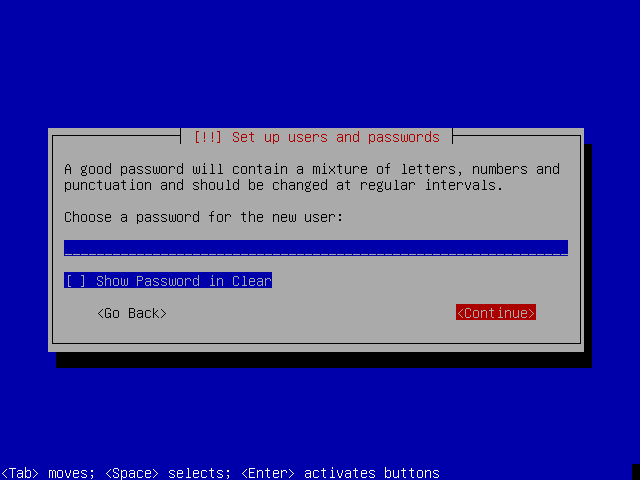 [!!] Set up users and passwords
A good password will contain a mixture of letters, numbers and
punctuation and should be changed at regular intervals.
Choose a password for the new user:
[ ] Show Password in Clear
<Go Back> <Continue>
<Tab> moves; <Space> selects; <Enter> activates buttons